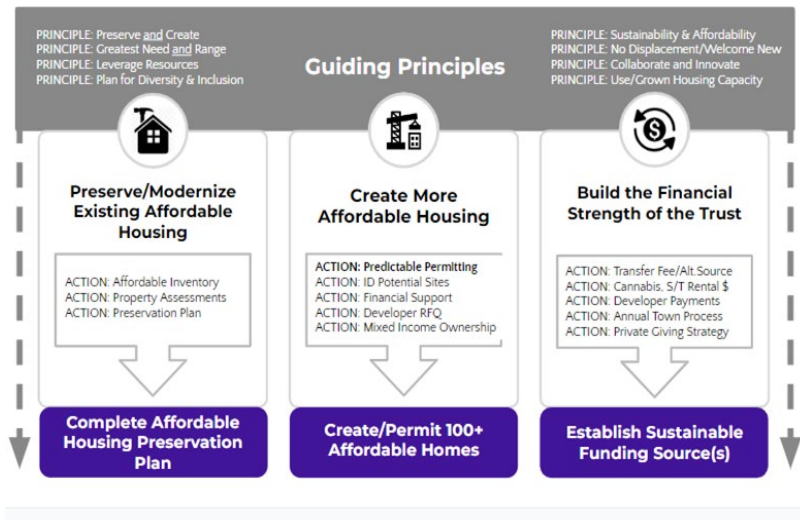 PRINCIPLE: Preserve and Create
PRINCIPLE: Greatest Need and Range
PRINCIPLE: Leverage Resources
PRINCIPLE: Plan for Diversity & Inclusion
Guiding Principles
PRINCIPLE: Sustainability & Affordability
PRINCIPLE: No Displacement/Welcome New
PRINCIPLE: Collaborate and Innovate
PRINCIPLE: Use/Grown Housing Capacity
Preserve/Modernize
Existing Affordable
Housing
ACTION: Affordable Inventory
ACTION: Property Assessments
ACTION: Preservation Plan
Complete Affordable
Housing Preservation
Plan
Create More
Affordable Housing
ACTION: Predictable Permitting
ACTION: ID Potential Sites
ACTION: Financial Support
ACTION: Developer RFQ
ACTION: Mixed Income Ownership
Create/Permit 100+
Affordable Homes
$
Build the Financial
Strength of the Trust
ACTION: Transfer Fee/Alt.Source
ACTION: Cannabis, S/T Rental $
ACTION: Developer Payments
ACTION: Annual Town Process
ACTION: Private Giving Strategy
Establish Sustainable
Funding Source(s)